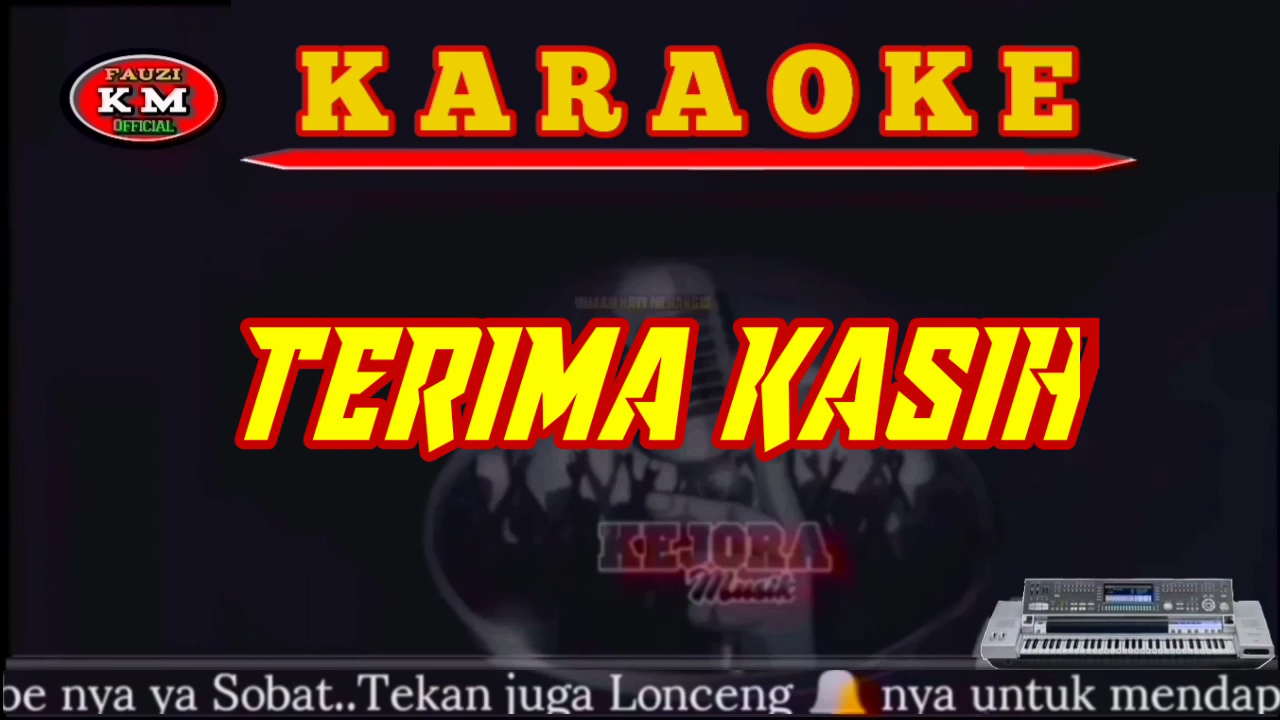 FAUZI
KM
OFFICIAL
KARAOKE
TERIMA KASIH
KEJORA
Musik
be nya ya Sobat..Tekan juga Lonceng 🔔 nya untuk mendap